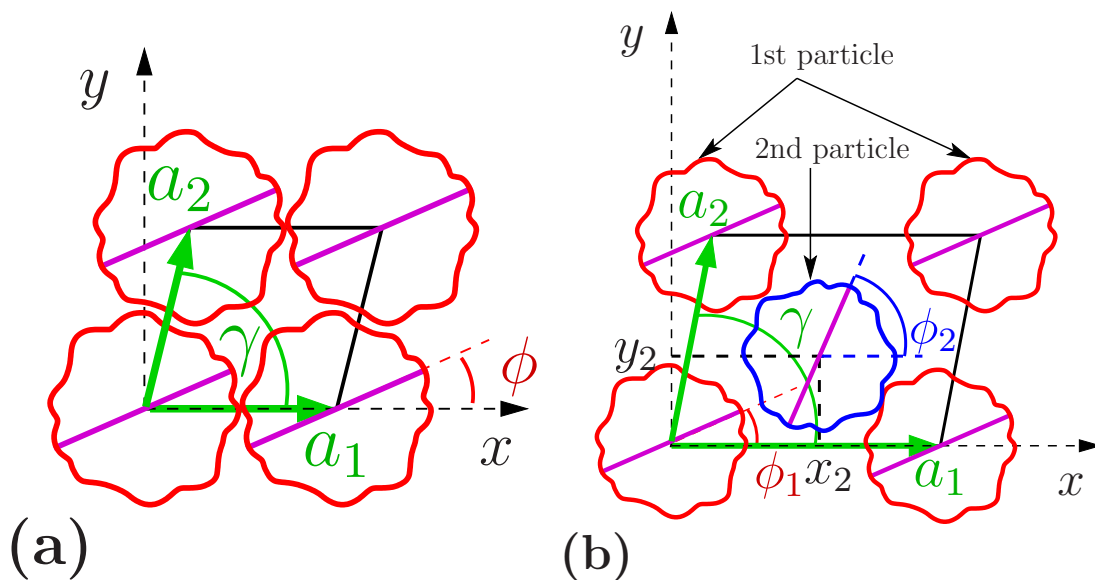 y
a₂
γ
ϕ
a₁
x
(a)
y
1st particle
2nd particle
a₂
γ
ϕ₂
y₂
ϕ₁
x₂
a₁
x
(b)